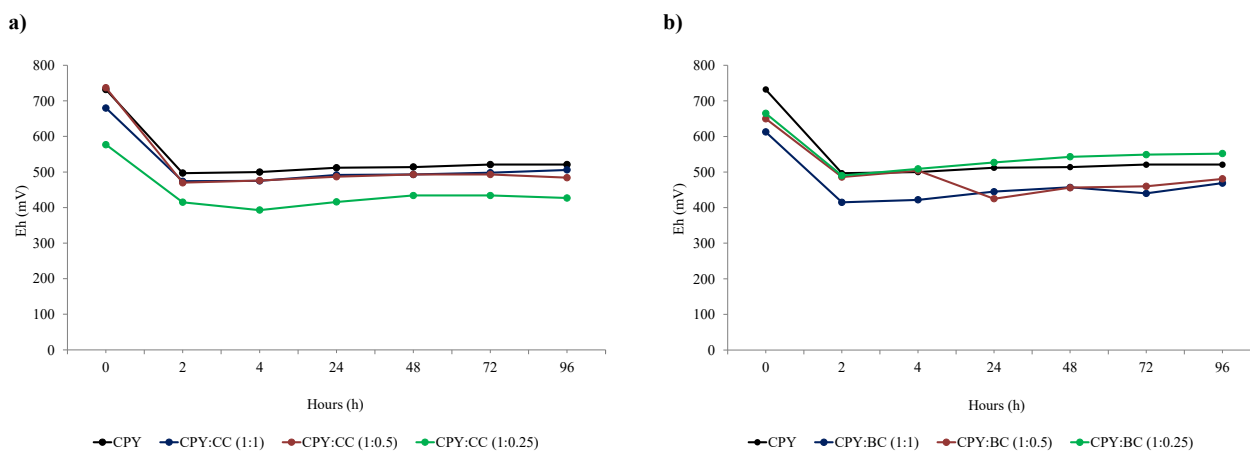 a)
Eh (mV)
800
700
600
500
400
300
200
100
0
0 2 4 24 48 72 96
Hours (h)
CPY CPY:CC (1:1) CPY:CC (1:0.5) CPY:CC (1:0.25)
b)
Eh (mV)
800
700
600
500
400
300
200
100
0
0 2 4 24 48 72 96
Hours (h)
CPY CPY:BC (1:1) CPY:BC (1:0.5) CPY:BC (1:0.25)